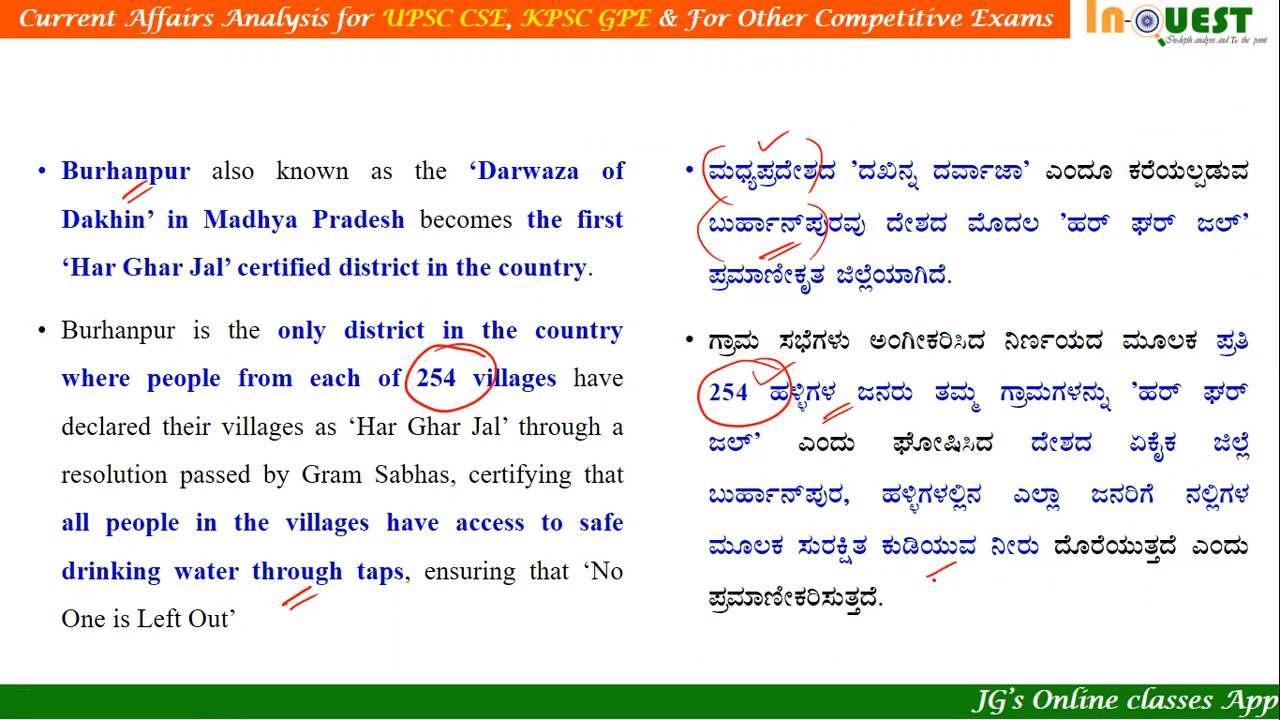 Current Affairs Analysis for UPSC CSE, KPSC GPE & For Other Competitive Exams
In-QUEST
In-depth analysis and To the point
• Burhanpur also known as the ‘Darwaza of
Dakhin’ in Madhya Pradesh becomes the first
‘Har Ghar Jal’ certified district in the country.
• Burhanpur is the only district in the country
where people from each of 254 villages have
declared their villages as ‘Har Ghar Jal’ through a
resolution passed by Gram Sabhas, certifying that
all people in the villages have access to safe
drinking water through taps, ensuring that ‘No
One is Left Out’
• ಮಧ್ಯಪ್ರದೇಶದ 'ದಖಿನ್ನ ದರ್ವಾಜಾ' ಎಂದೂ ಕರೆಯಲ್ಪಡುವ
ಬುರ್ಹಾನ್‌ಪುರವು ದೇಶದ ಮೊದಲ 'ಹರ್ ಘರ್ ಜಲ್'
ಪ್ರಮಾಣೀಕೃತ ಜಿಲ್ಲೆಯಾಗಿದೆ.
• ಗ್ರಾಮ ಸಭೆಗಳು ಅಂಗೀಕರಿಸಿದ ನಿರ್ಣಯದ ಮೂಲಕ ಪ್ರತಿ
254 ಹಳ್ಳಿಗಳ ಜನರು ತಮ್ಮ ಗ್ರಾಮಗಳನ್ನು 'ಹರ್ ಘರ್
ಜಲ್' ಎಂದು ಘೋಷಿಸಿದ ದೇಶದ ಏಕೈಕ ಜಿಲ್ಲೆ
ಬುರ್ಹಾನ್‌ಪುರ, ಹಳ್ಳಿಗಳಲ್ಲಿನ ಎಲ್ಲಾ ಜನರಿಗೆ ನಲ್ಲಿಗಳ
ಮೂಲಕ ಸುರಕ್ಷಿತ ಕುಡಿಯುವ ನೀರು ದೊರೆಯುತ್ತದೆ ಎಂದು
ಪ್ರಮಾಣೀಕರಿಸುತ್ತದೆ.
JG's Online classes App